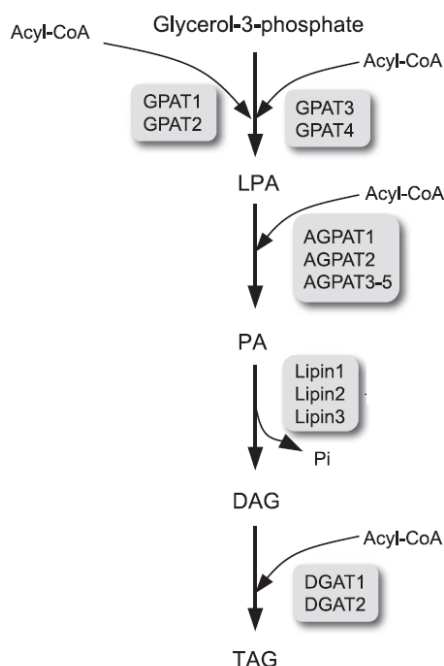 Glycerol-3-phosphate
Acyl-CoA
Acyl-CoA
GPAT1
GPAT2
GPAT3
GPAT4
LPA
Acyl-CoA
AGPAT1
AGPAT2
AGPAT3-5
PA
Lipin1
Lipin2
Lipin3
Pi
DAG
Acyl-CoA
DGAT1
DGAT2
TAG